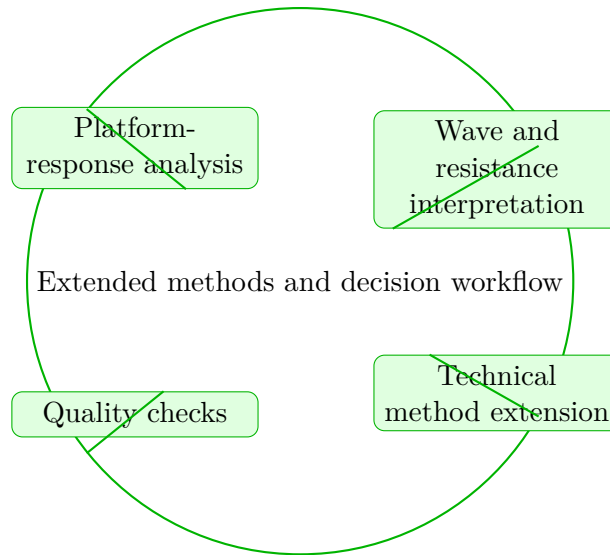 Platform-
response analysis
Wave and
resistance
interpretation
Extended methods and decision workflow
Quality checks
Technical
method extension